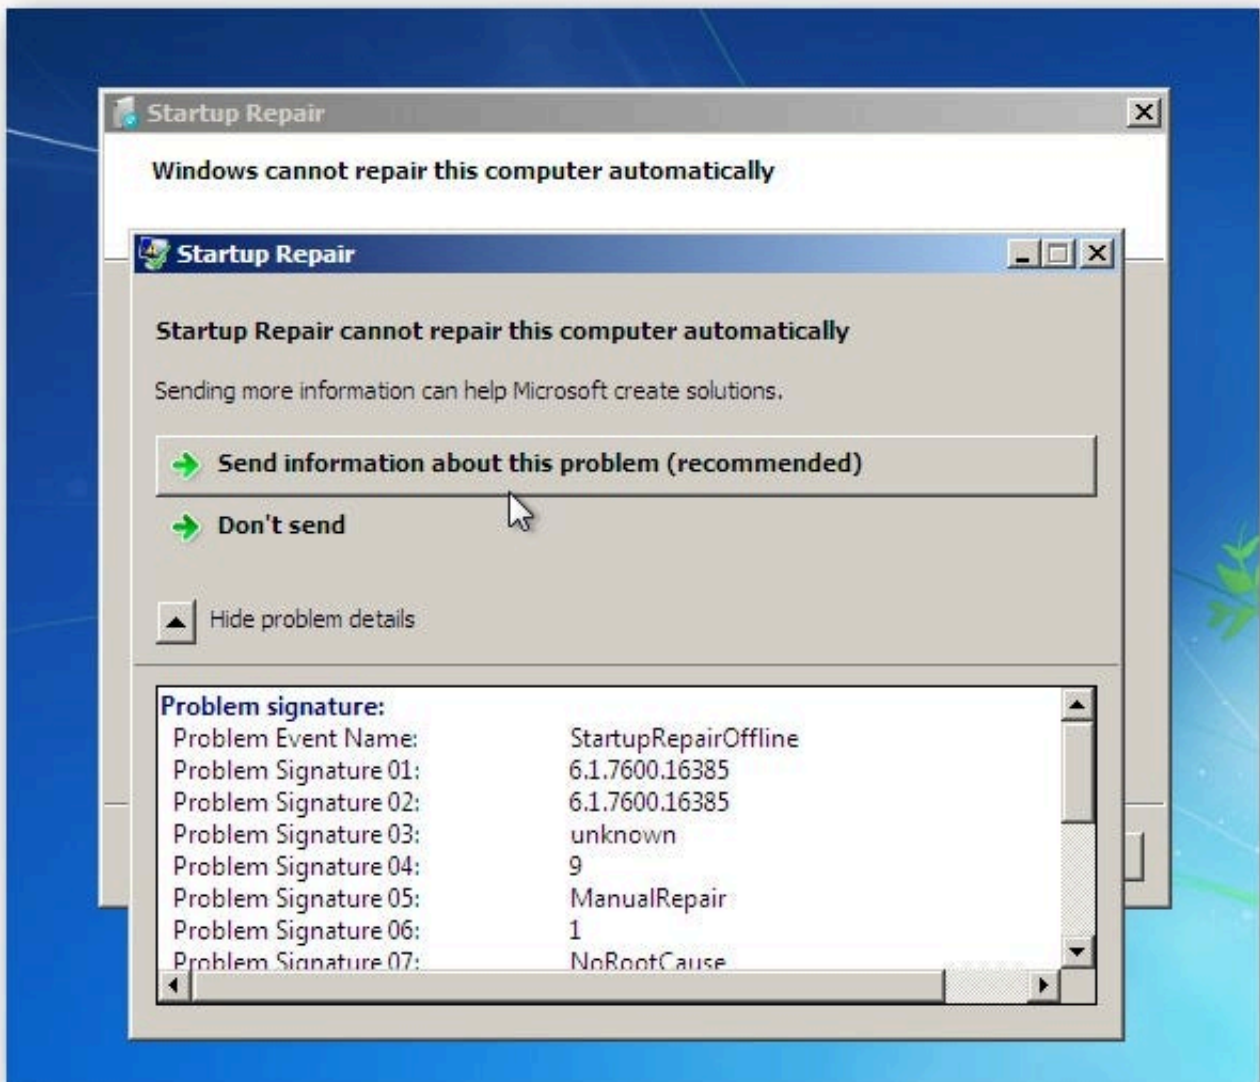 Startup Repair
Windows cannot repair this computer automatically
Startup Repair
Startup Repair cannot repair this computer automatically
Sending more information can help Microsoft create solutions.
Send information about this problem (recommended)
Don't send
Hide problem details
Problem signature:
Problem Event Name: StartupRepairOffline
Problem Signature 01: 6.1.7600.16385
Problem Signature 02: 6.1.7600.16385
Problem Signature 03: unknown
Problem Signature 04: 9
Problem Signature 05: ManualRepair
Problem Signature 06: 1
Problem Signature 07: NoRootCause